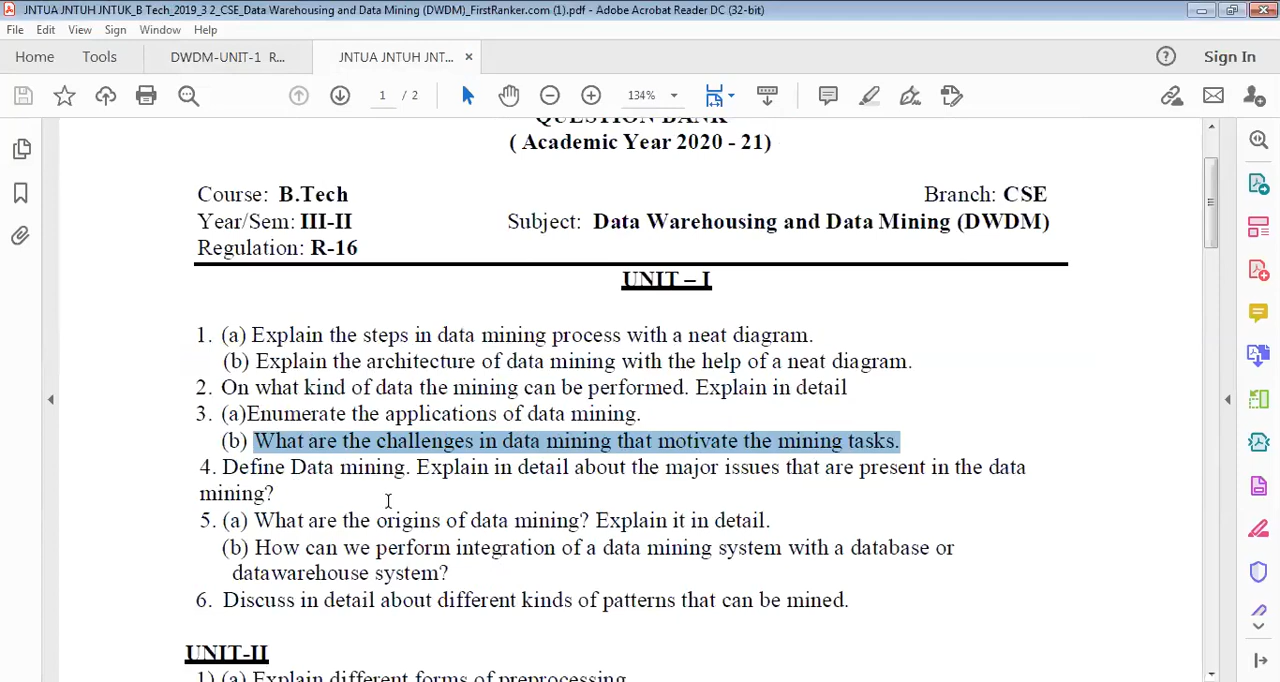 JNTUA JNTUH JNTUK_B Tech_2019_3 2_CSE_Data Warehousing and Data Mining (DWDM)_FirstRanker.com (1).pdf - Adobe Acrobat Reader DC (32-bit)
File Edit View Sign Window Help
Home Tools DWDM-UNIT-1 R... JNTUA JNTUH JNT... × Sign In
1 / 2 134%
QUESTION BANK
( Academic Year 2020 - 21)
Course: B.Tech Branch: CSE
Year/Sem: III-II Subject: Data Warehousing and Data Mining (DWDM)
Regulation: R-16
UNIT – I
1. (a) Explain the steps in data mining process with a neat diagram.
(b) Explain the architecture of data mining with the help of a neat diagram.
2. On what kind of data the mining can be performed. Explain in detail
3. (a)Enumerate the applications of data mining.
(b) What are the challenges in data mining that motivate the mining tasks.
4. Define Data mining. Explain in detail about the major issues that are present in the data
mining?
5. (a) What are the origins of data mining? Explain it in detail.
(b) How can we perform integration of a data mining system with a database or
datawarehouse system?
6. Discuss in detail about different kinds of patterns that can be mined.
UNIT-II
1) (a) Explain different forms of preprocessing